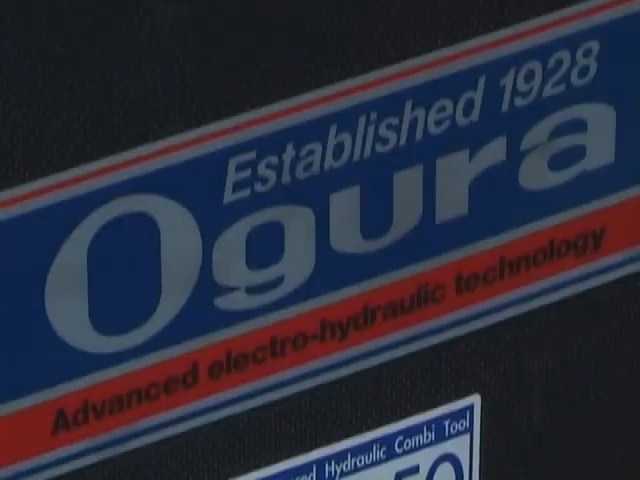 Established 1928
Ogura
Advanced electro-hydraulic technology
Hydraulic Combi Tool